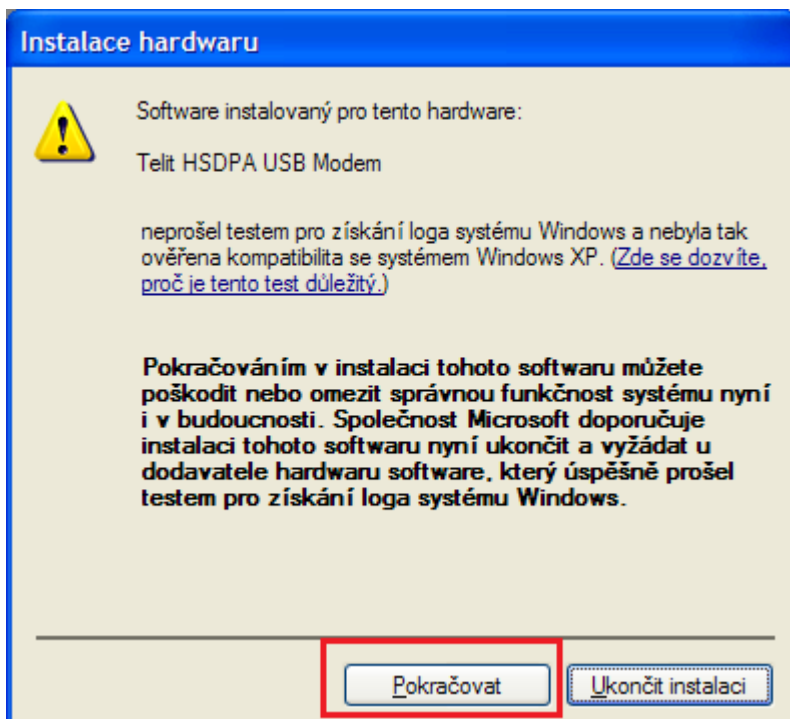 Instalace hardwaru
Software instalovaný pro tento hardware:
Telit HSDPA USB Modem
neprošel testem pro získání loga systému Windows a nebyla tak
ověřena kompatibilita se systémem Windows XP. (Zde se dozvíte,
proč je tento test důležitý.)
Pokračováním v instalaci tohoto softwaru můžete
poškodit nebo omezit správnou funkčnost systému nyní
i v budoucnosti. Společnost Microsoft doporučuje
instalaci tohoto softwaru nyní ukončit a vyžádat u
dodavatele hardwaru software, který úspěšně prošel
testem pro získání loga systému Windows.
Pokračovat
Ukončit instalaci